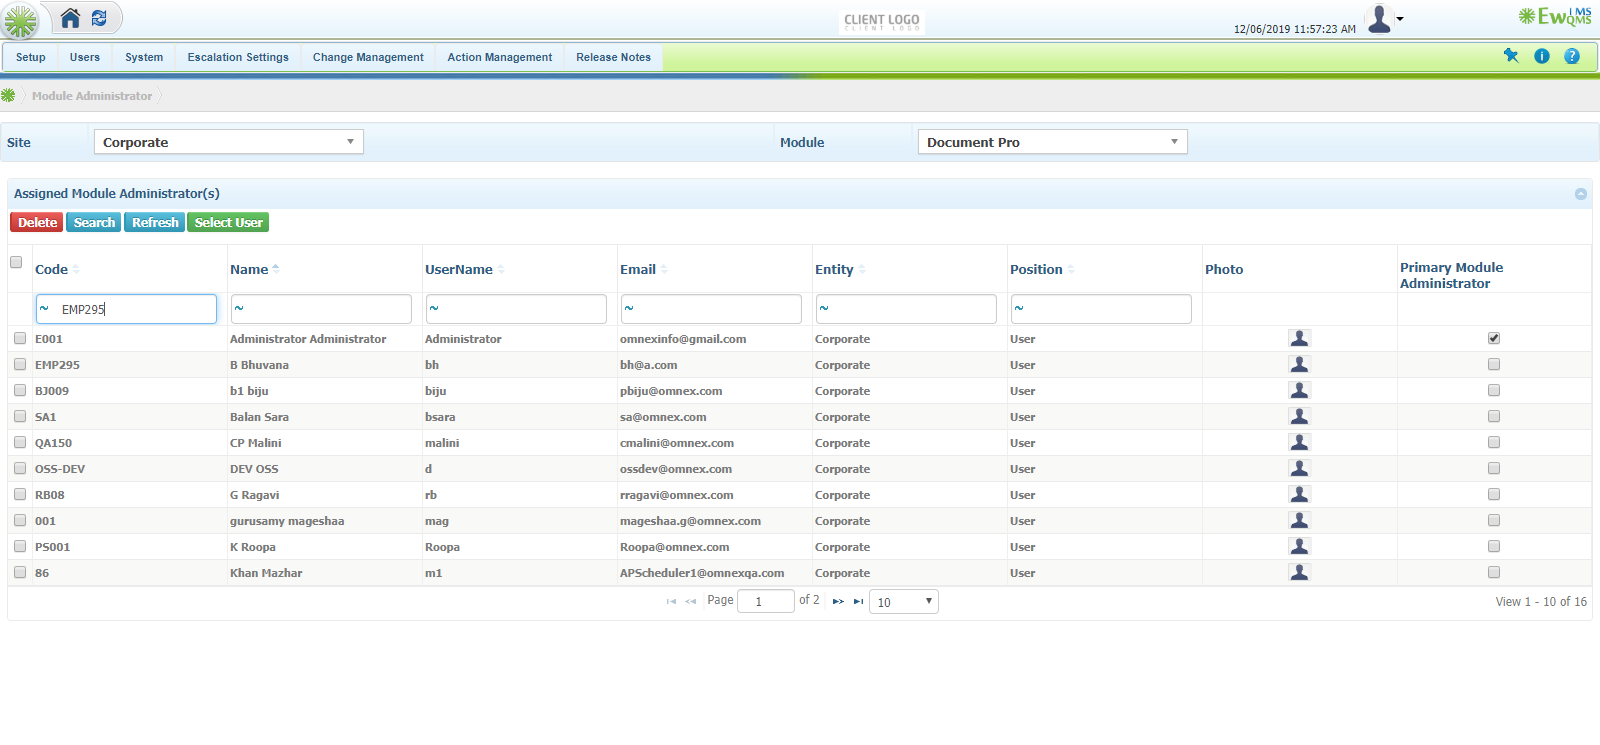 CLIENT LOGO
CLIENT LOGO
12/06/2019 11:57:23 AM
EwQMS IMS
Setup Users System Escalation Settings Change Management Action Management Release Notes
Module Administrator
Site Corporate Module Document Pro
Assigned Module Administrator(s)
Delete Search Refresh Select User
Code Name UserName Email Entity Position Photo Primary Module Administrator
~ EMP295 ~ ~ ~ ~ ~
E001 Administrator Administrator Administrator omnexinfo@gmail.com Corporate User
EMP295 B Bhuvana bh bh@a.com Corporate User
BJ009 b1 biju biju pbiju@omnex.com Corporate User
SA1 Balan Sara bsara sa@omnex.com Corporate User
QA150 CP Malini malini cmalini@omnex.com Corporate User
OSS-DEV DEV OSS d ossdev@omnex.com Corporate User
RB08 G Ragavi rb rragavi@omnex.com Corporate User
001 gurusamy mageshaa mag mageshaa.g@omnex.com Corporate User
PS001 K Roopa Roopa Roopa@omnex.com Corporate User
86 Khan Mazhar m1 APScheduler1@omnexqa.com Corporate User
Page 1 of 2 10 View 1 - 10 of 16